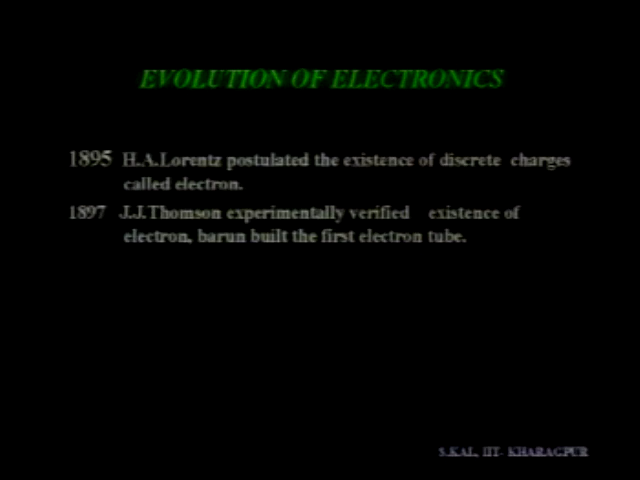 EVOLUTION OF ELECTRONICS
1895 H.A.Lorentz postulated the existence of discrete charges
called electron.
1897 J.J.Thomson experimentally verified existence of
electron, barun built the first electron tube.
S.KAL, IIT- KHARAGPUR